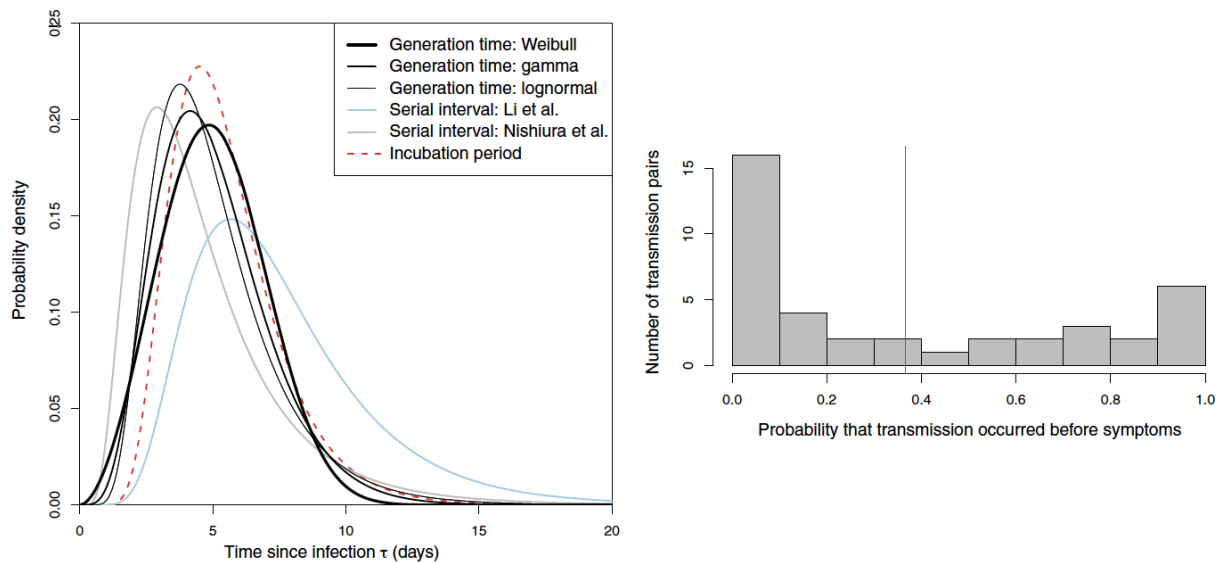 Probability density
0.00
0.05
0.10
0.15
0.20
0.25
0
5
10
15
20
Time since infection τ (days)
Generation time: Weibull
Generation time: gamma
Generation time: lognormal
Serial interval: Li et al.
Serial interval: Nishiura et al.
Incubation period
Number of transmission pairs
0
5
10
15
0.0
0.2
0.4
0.6
0.8
1.0
Probability that transmission occurred before symptoms